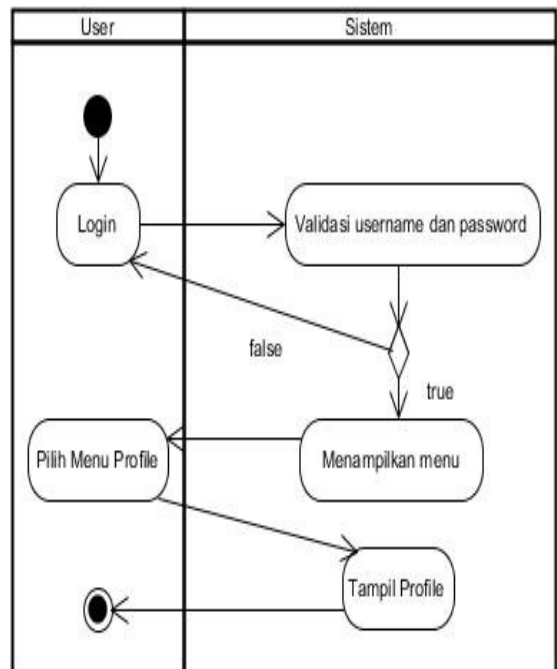 User
Sistem
Login
Validasi username dan password
false
true
Pilih Menu Profile
Menampilkan menu
Tampil Profile